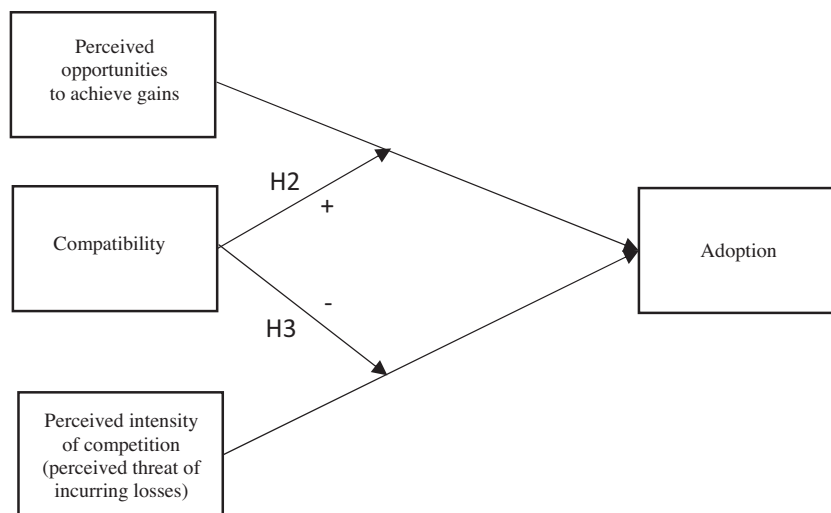 Perceived
opportunities
to achieve gains
H2
+
Compatibility
Adoption
-
H3
Perceived intensity
of competition
(perceived threat of
incurring losses)